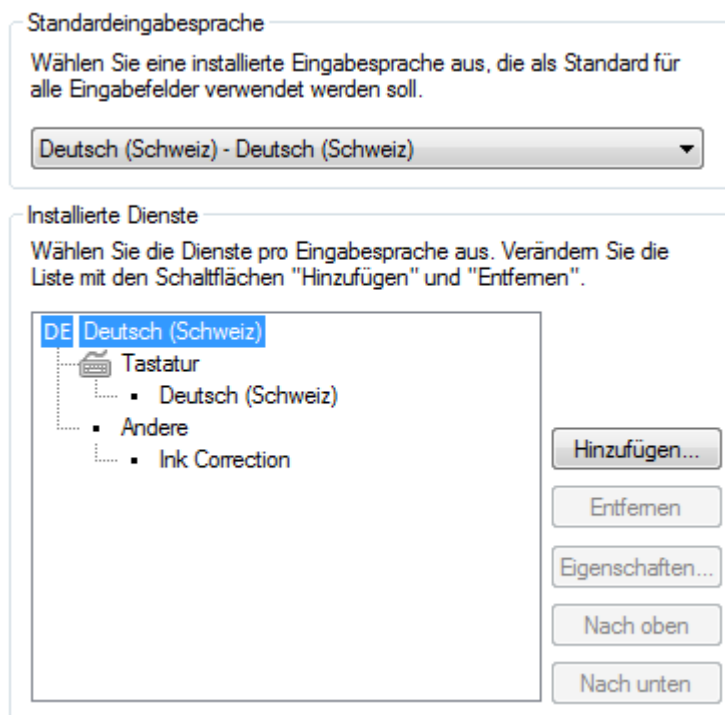 Standardeingabesprache
Wählen Sie eine installierte Eingabesprache aus, die als Standard für
alle Eingabefelder verwendet werden soll.
Deutsch (Schweiz) - Deutsch (Schweiz)
Installierte Dienste
Wählen Sie die Dienste pro Eingabesprache aus. Verändern Sie die
Liste mit den Schaltflächen "Hinzufügen" und "Entfernen".
DE Deutsch (Schweiz)
Tastatur
Deutsch (Schweiz)
Andere
Ink Correction
Hinzufügen...
Entfernen
Eigenschaften...
Nach oben
Nach unten